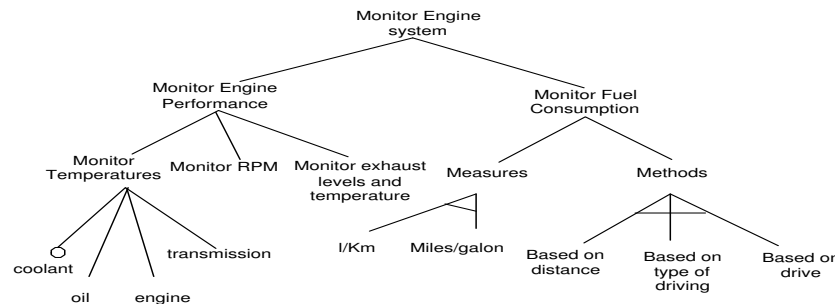 Monitor Engine
system
Monitor Engine
Performance
Monitor Fuel
Consumption
Monitor
Temperatures
Monitor RPM
Monitor exhaust
levels and
temperature
Measures
Methods
coolant
oil
engine
transmission
l/Km
Miles/galon
Based on
distance
Based on
type of
driving
Based on
drive